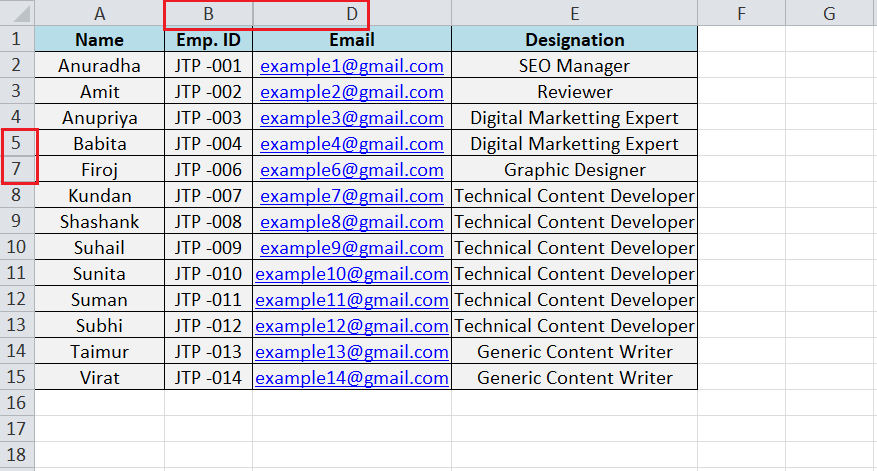 A B D E F G
1 Name Emp. ID Email Designation
2 Anuradha JTP -001 example1@gmail.com SEO Manager
3 Amit JTP -002 example2@gmail.com Reviewer
4 Anupriya JTP -003 example3@gmail.com Digital Marketting Expert
5 Babita JTP -004 example4@gmail.com Digital Marketting Expert
7 Firoj JTP -006 example6@gmail.com Graphic Designer
8 Kundan JTP -007 example7@gmail.com Technical Content Developer
9 Shashank JTP -008 example8@gmail.com Technical Content Developer
10 Suhail JTP -009 example9@gmail.com Technical Content Developer
11 Sunita JTP -010 example10@gmail.com Technical Content Developer
12 Suman JTP -011 example11@gmail.com Technical Content Developer
13 Subhi JTP -012 example12@gmail.com Technical Content Developer
14 Taimur JTP -013 example13@gmail.com Generic Content Writer
15 Virat JTP -014 example14@gmail.com Generic Content Writer
16
17
18